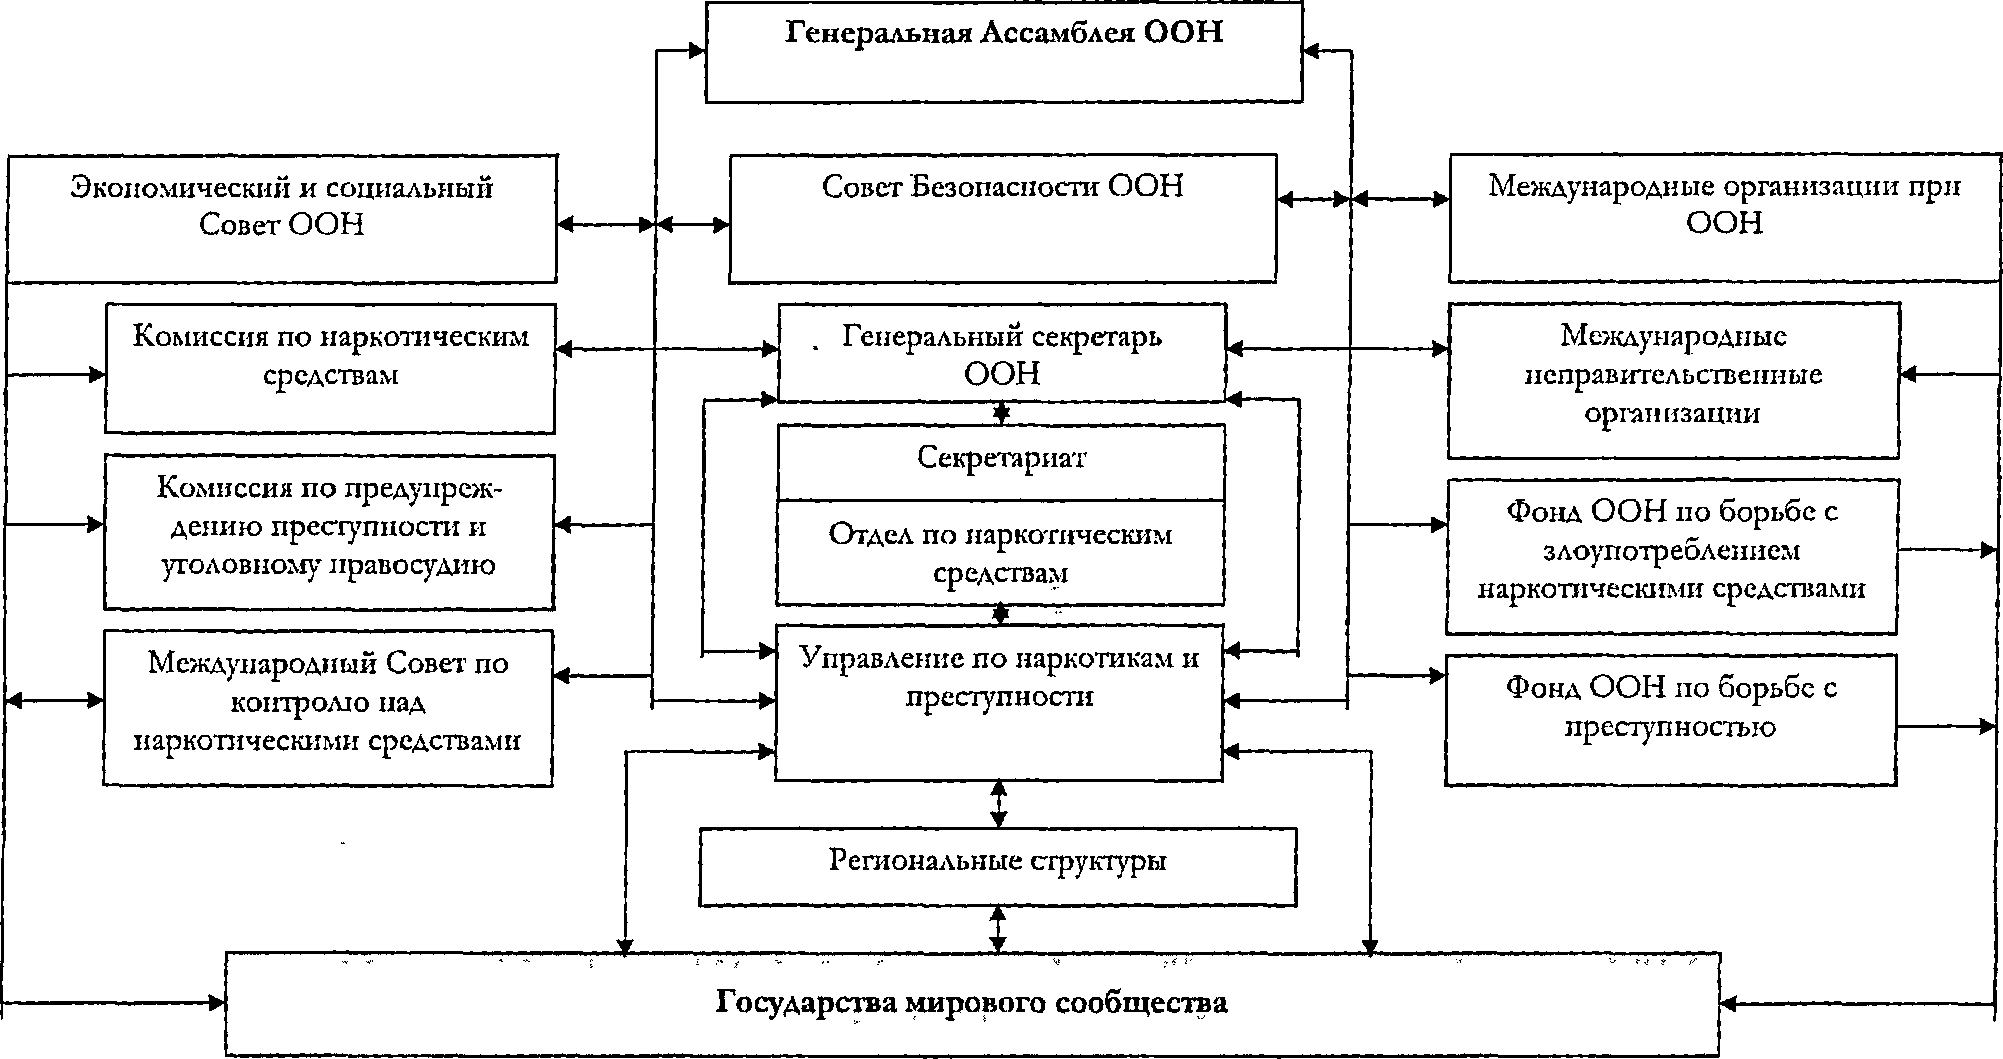 Генеральная Ассамблея ООН
Экономический и социальный
Совет ООН
Совет Безопасности ООН
Международные организации при
ООН
Комиссия по наркотическим
средствам
Генеральный секретарь
ООН
Международные
неправительственные
организации
Секретариат
Комиссия по предупреж-
дению преступности и
уголовному правосудию
Отдел по наркотическим
средствам
Фонд ООН по борьбе с
злоупотреблением
наркотическими средствами
Международный Совет по
контролю над
наркотическими средствами
Управление по наркотикам и
преступности
Фонд ООН по борьбе с
преступностью
Региональные структуры
Государства мирового сообщества